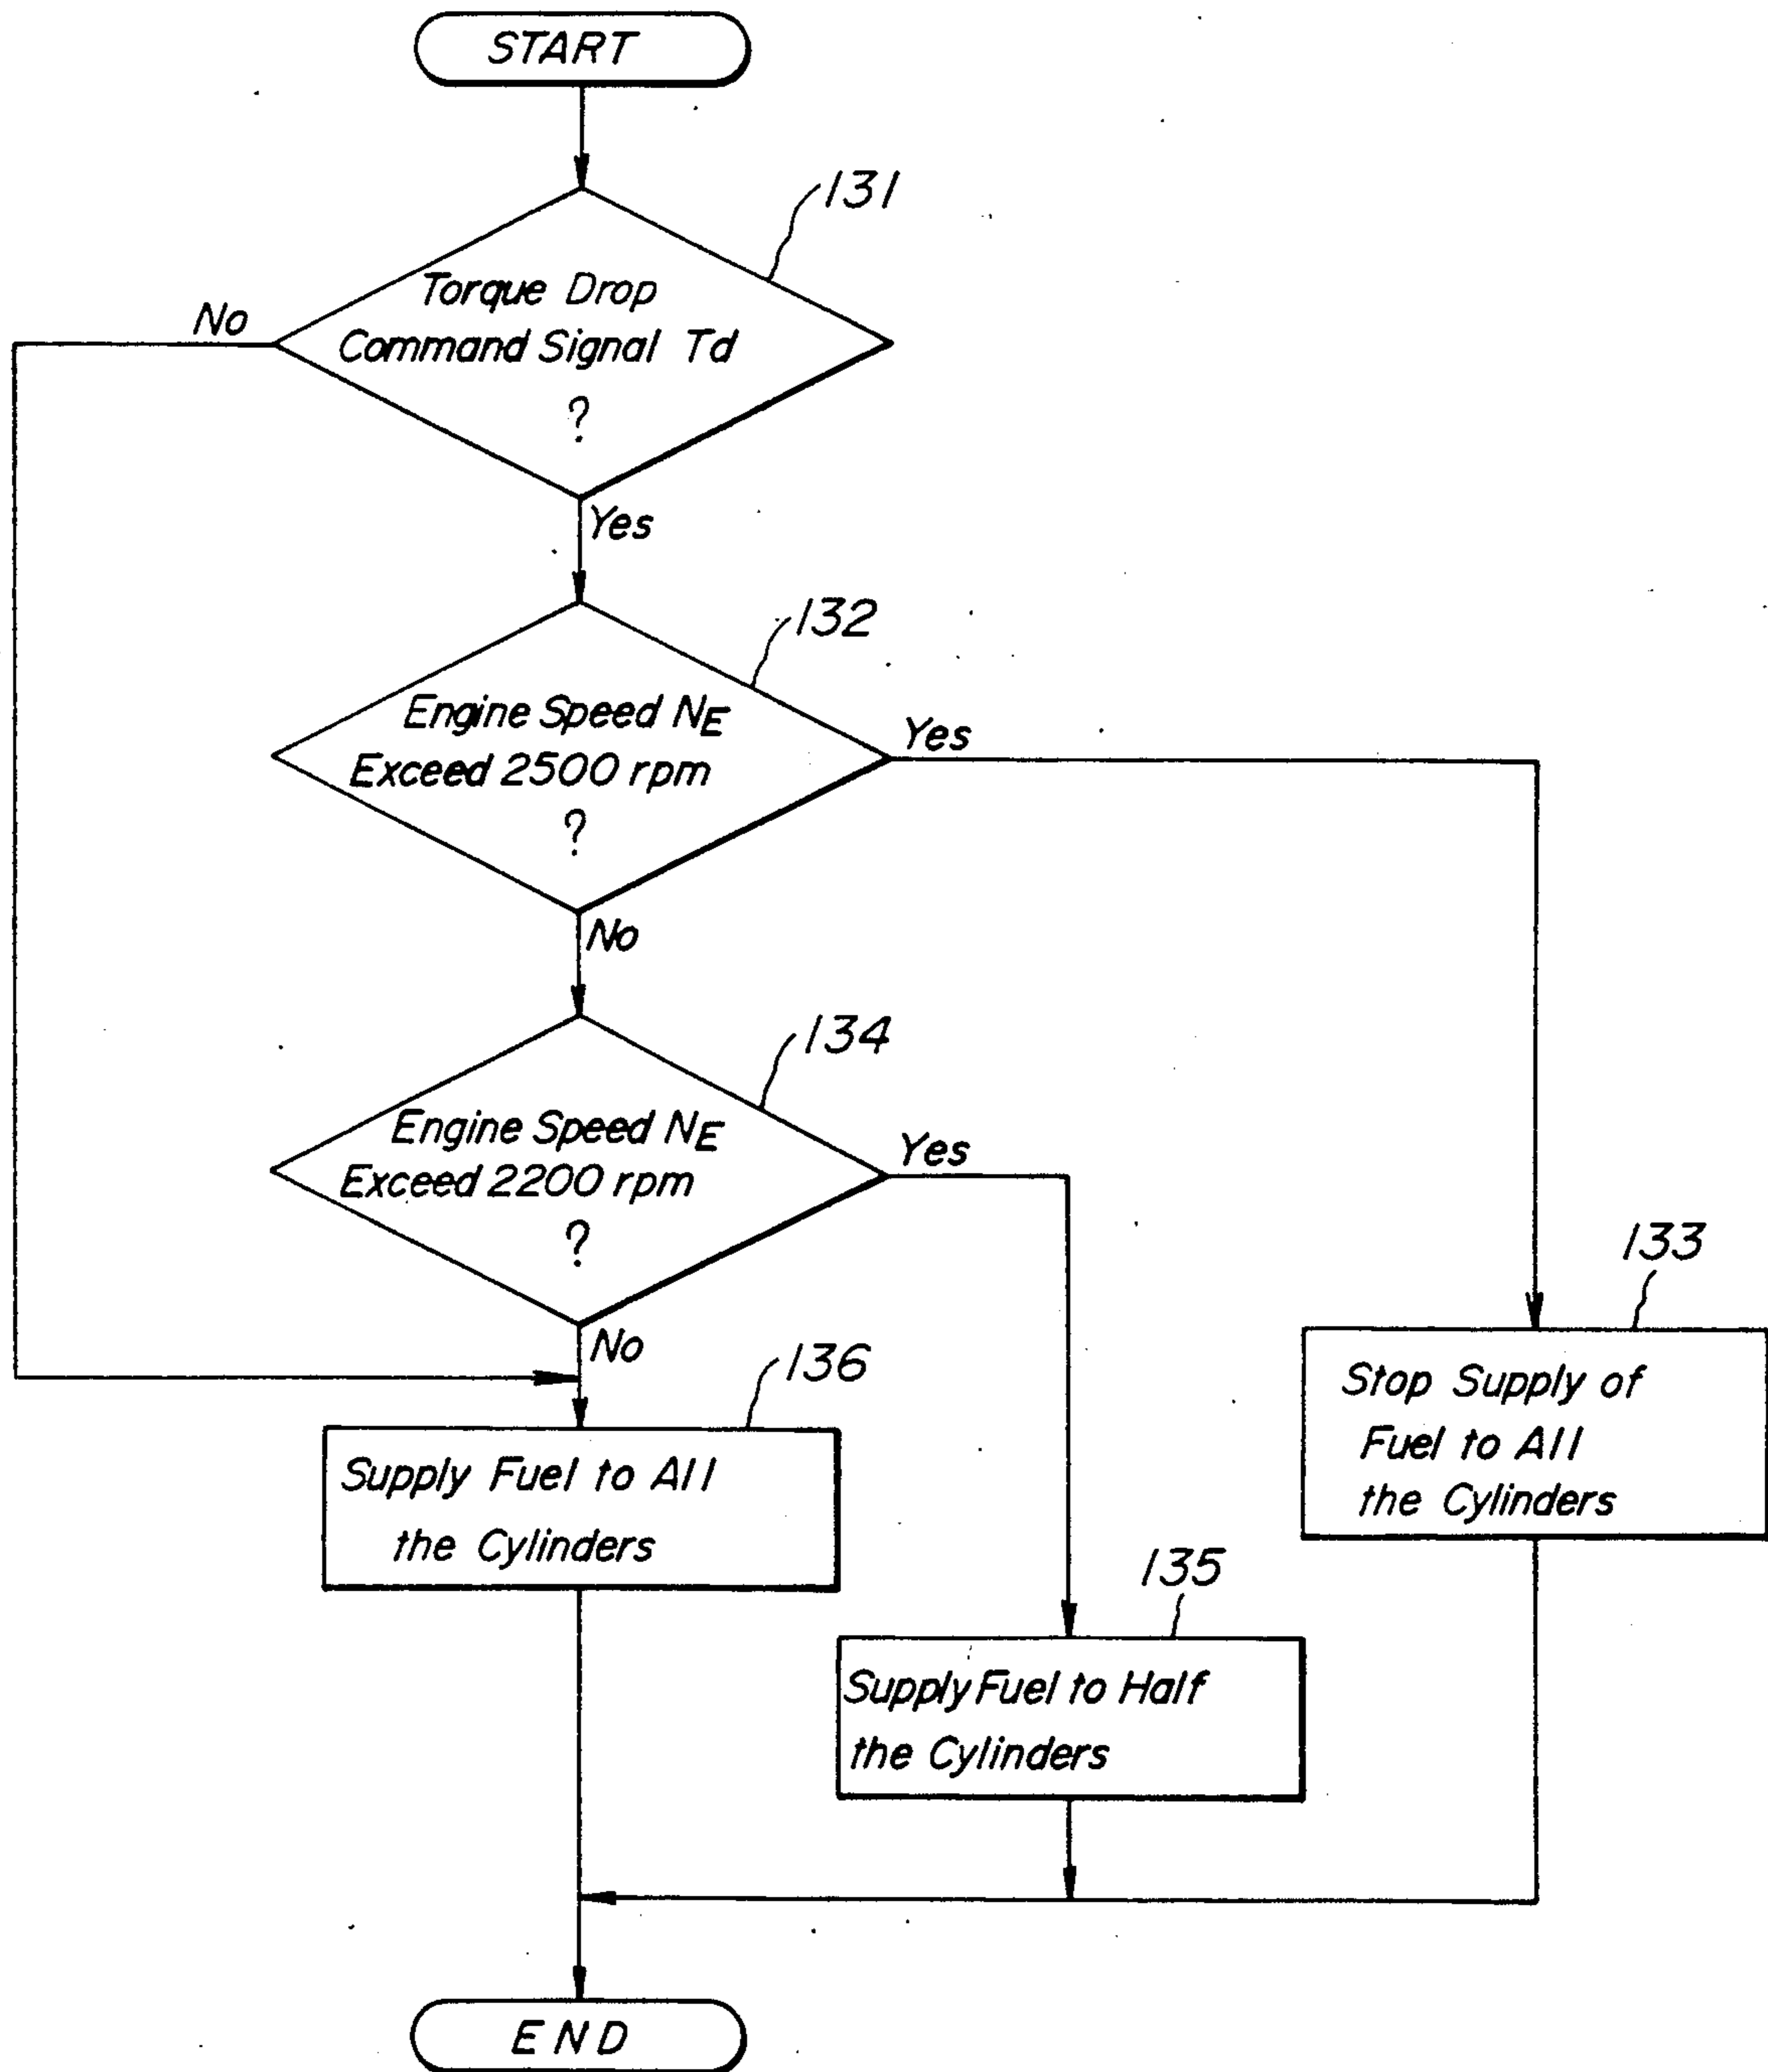 START
131
Torque Drop
Command Signal Td
?
No
Yes
132
Engine Speed NE
Exceed 2500 rpm
?
Yes
No
134
Engine Speed NE
Exceed 2200 rpm
?
Yes
No
133
Stop Supply of
Fuel to All
the Cylinders
136
Supply Fuel to All
the Cylinders
135
Supply Fuel to Half
the Cylinders
END